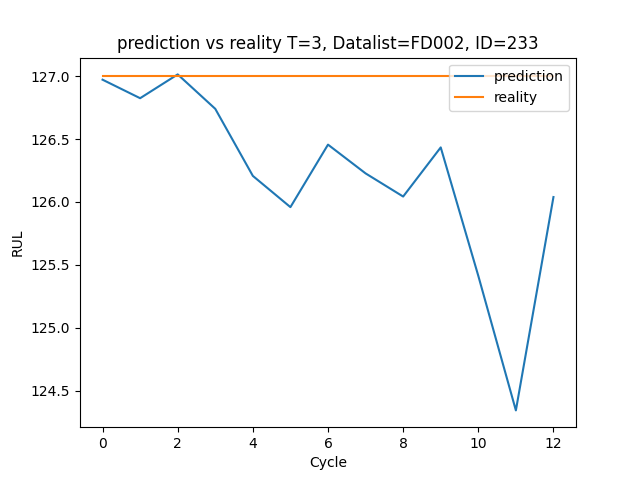 prediction vs reality T=3, Datalist=FD002, ID=233
prediction
reality
127.0
126.5
126.0
125.5
125.0
124.5
RUL
0 2 4 6 8 10 12
Cycle